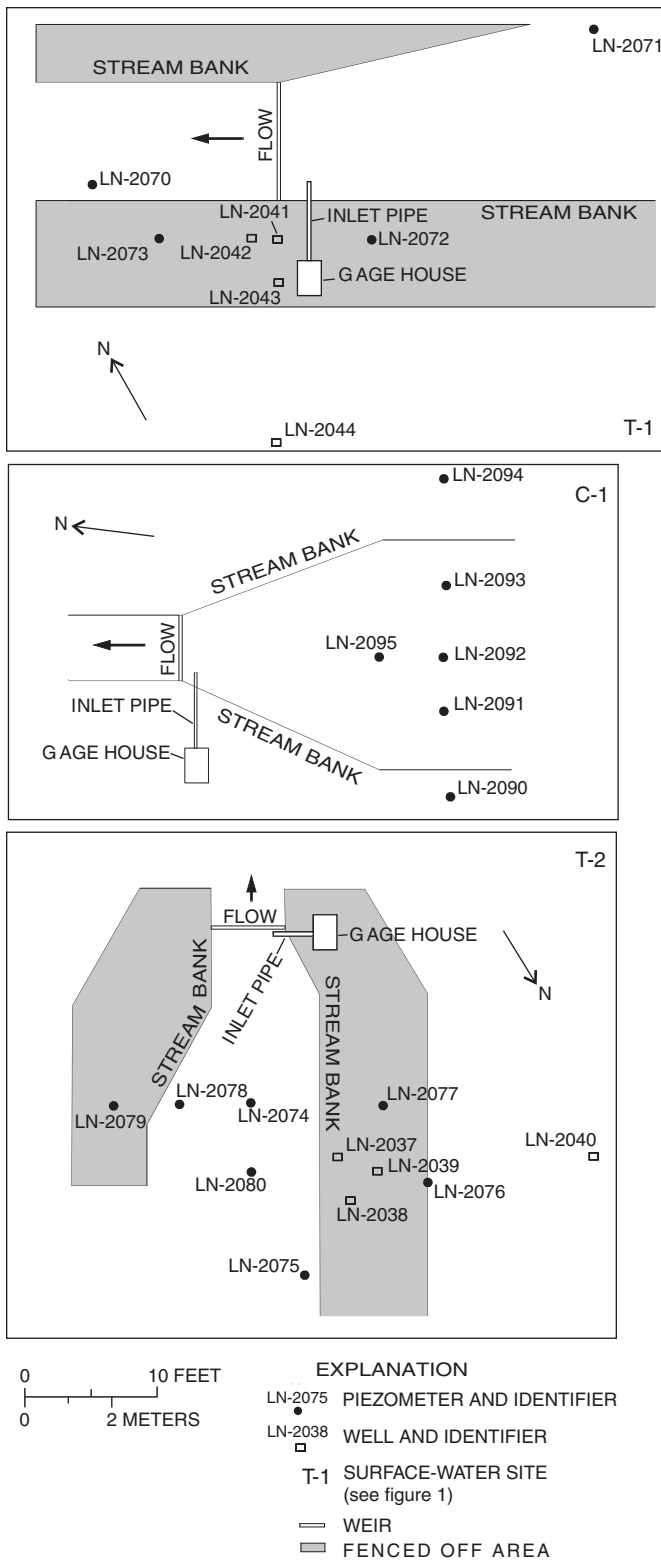 STREAM BANK
LN-2071
FLOW
LN-2070
LN-2041
INLET PIPE
STREAM BANK
LN-2073
LN-2042
LN-2072
GAGE HOUSE
LN-2043
N
LN-2044
T-1
LN-2094
C-1
N
STREAM BANK
LN-2093
FLOW
LN-2095
LN-2092
INLET PIPE
LN-2091
GAGE HOUSE
STREAM BANK
LN-2090
T-2
FLOW
GAGE HOUSE
STREAM BANK
INLET PIPE
STREAM BANK
N
LN-2078
LN-2077
LN-2079
LN-2074
LN-2037
LN-2040
LN-2039
LN-2080
LN-2076
LN-2038
LN-2075
0 10 FEET
0 2 METERS
EXPLANATION
LN-2075 PIEZOMETER AND IDENTIFIER
LN-2038 WELL AND IDENTIFIER
T-1 SURFACE-WATER SITE
(see figure 1)
WEIR
FENCED OFF AREA